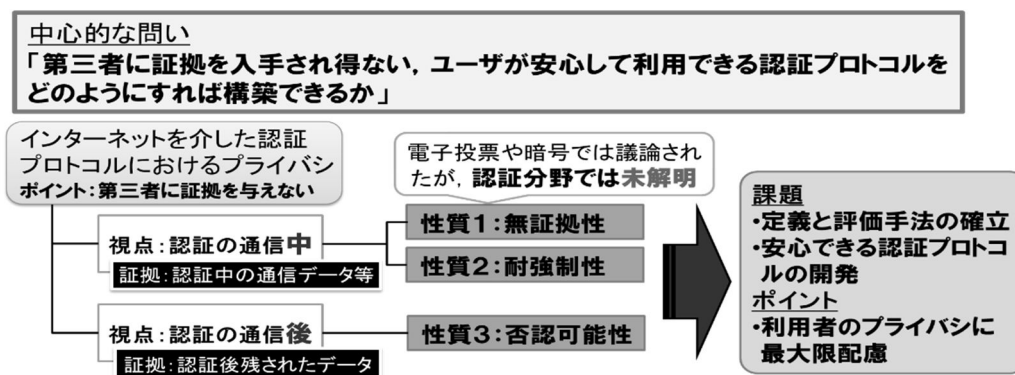 中心的な問い
「第三者に証拠を入手され得ない，ユーザが安心して利用できる認証プロトコルを
どのようにすれば構築できるか」
インターネットを介した認証
プロトコルにおけるプライバシ
ポイント：第三者に証拠を与えない
電子投票や暗号では議論され
たが，認証分野では未解明
視点：認証の通信中
証拠：認証中の通信データ等
性質1：無証拠性
性質2：耐強制性
視点：認証の通信後
証拠：認証後残されたデータ
性質3：否認可能性
課題
・定義と評価手法の確立
・安心できる認証プロトコ
ルの開発
ポイント
・利用者のプライバシに
最大限配慮